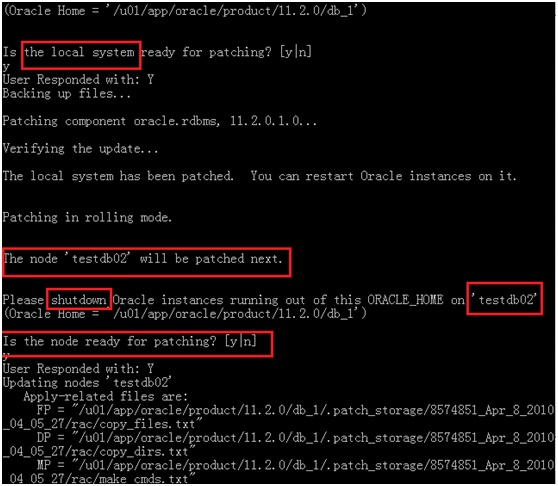 (Oracle Home = '/u01/app/oracle/product/11.2.0/db_1')
Is the local system ready for patching? [y|n]
y
User Responded with: Y
Backing up files...
Patching component oracle.rdbms, 11.2.0.1.0...
Verifying the update...
The local system has been patched.  You can restart Oracle instances on it.
Patching in rolling mode.
The node 'testdb02' will be patched next.
Please shutdown Oracle instances running out of this ORACLE_HOME on 'testdb02'
(Oracle Home = '/u01/app/oracle/product/11.2.0/db_1')
Is the node ready for patching? [y|n]
y
User Responded with: Y
Updating nodes 'testdb02'
   Apply-related files are:
     FP = "/u01/app/oracle/product/11.2.0/db_1/.patch_storage/8574851_Apr_8_2010
_04_05_27/rac/copy_files.txt"
     DP = "/u01/app/oracle/product/11.2.0/db_1/.patch_storage/8574851_Apr_8_2010
_04_05_27/rac/copy_dirs.txt"
     MP = "/u01/app/oracle/product/11.2.0/db_1/.patch_storage/8574851_Apr_8_2010
_04_05_27/rac/make_cmds.txt"